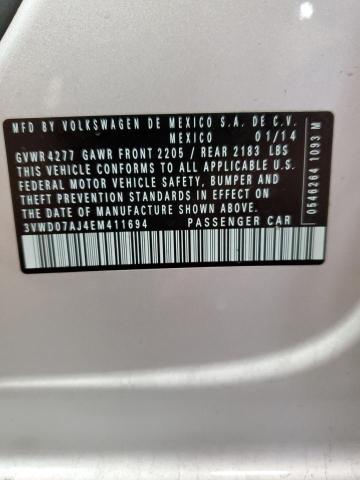 MFD BY VOLKSWAGEN DE MEXICO S.A. DE C.V.
MEXICO 01/14
GVWR 4277 GAWR FRONT 2205 / REAR 2183 LBS
THIS VEHICLE CONFORMS TO ALL APPLICABLE U.S.
FEDERAL MOTOR VEHICLE SAFETY, BUMPER AND
THEFT PREVENTION STANDARDS IN EFFECT ON
THE DATE OF MANUFACTURE SHOWN ABOVE.
3VWD07AJ4EM411694 PASSENGER CAR
0546264 1093 M